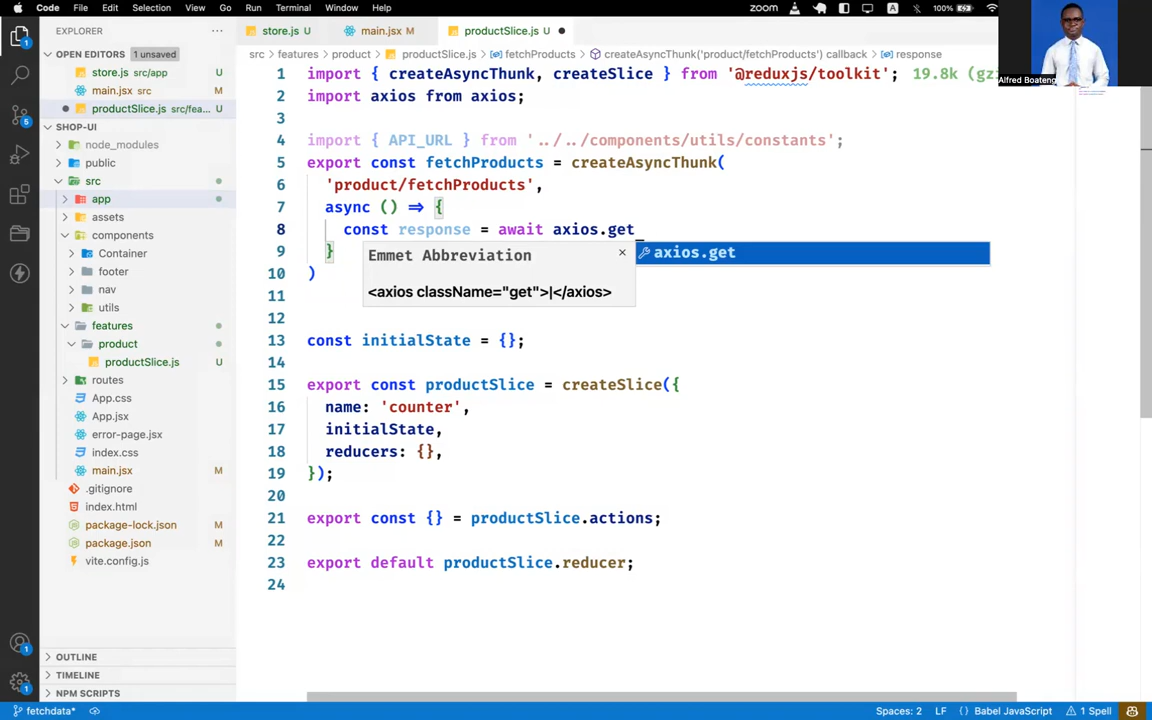 Code File Edit Selection View Go Run Terminal Window Help zoom A 100%
EXPLORER ...
store.js U main.jsx M productSlice.js U
OPEN EDITORS 1 unsaved
src > features > product > productSlice.js > fetchProducts > createAsyncThunk('product/fetchProducts') callback > response
Alfred Boateng
store.js src/app U
main.jsx src M
productSlice.js src/fea... U
SHOP-UI
node_modules
public
src
app
assets
components
Container
footer
nav
utils
features
product
productSlice.js U
routes
App.css
App.jsx
error-page.jsx
index.css
main.jsx M
.gitignore
index.html
package-lock.json M
package.json M
vite.config.js
OUTLINE
TIMELINE
NPM SCRIPTS
1 import { createAsyncThunk, createSlice } from '@reduxjs/toolkit'; 19.8k (gz
2 import axios from axios;
3
4 import { API_URL } from '../../components/utils/constants';
5 export const fetchProducts = createAsyncThunk(
6 'product/fetchProducts',
7 async () => {
8 const response = await axios.get
9 }
10 )
11
12
13 const initialState = {};
14
15 export const productSlice = createSlice({
16 name: 'counter',
17 initialState,
18 reducers: {},
19 });
20
21 export const {} = productSlice.actions;
22
23 export default productSlice.reducer;
24
Emmet Abbreviation ×
<axios className="get">|</axios>
axios.get
1
5
1
1
fetchdata* Spaces: 2 LF { } Babel JavaScript 1 Spell